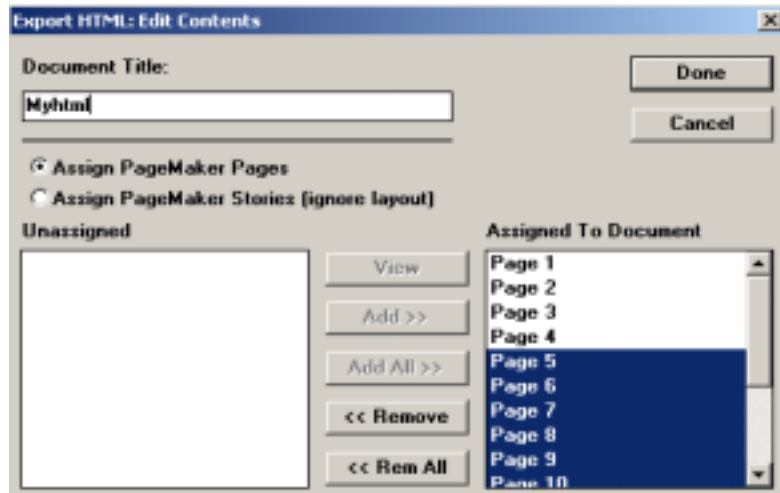 Export HTML: Edit Contents
Document Title:
Done
Myhtml
Cancel
Assign PageMaker Pages
Assign PageMaker Stories (ignore layout)
Unassigned
Assigned To Document
View
Add >>
Add All >>
<< Remove
<< Rem All
Page 1
Page 2
Page 3
Page 4
Page 5
Page 6
Page 7
Page 8
Page 9
Page 10